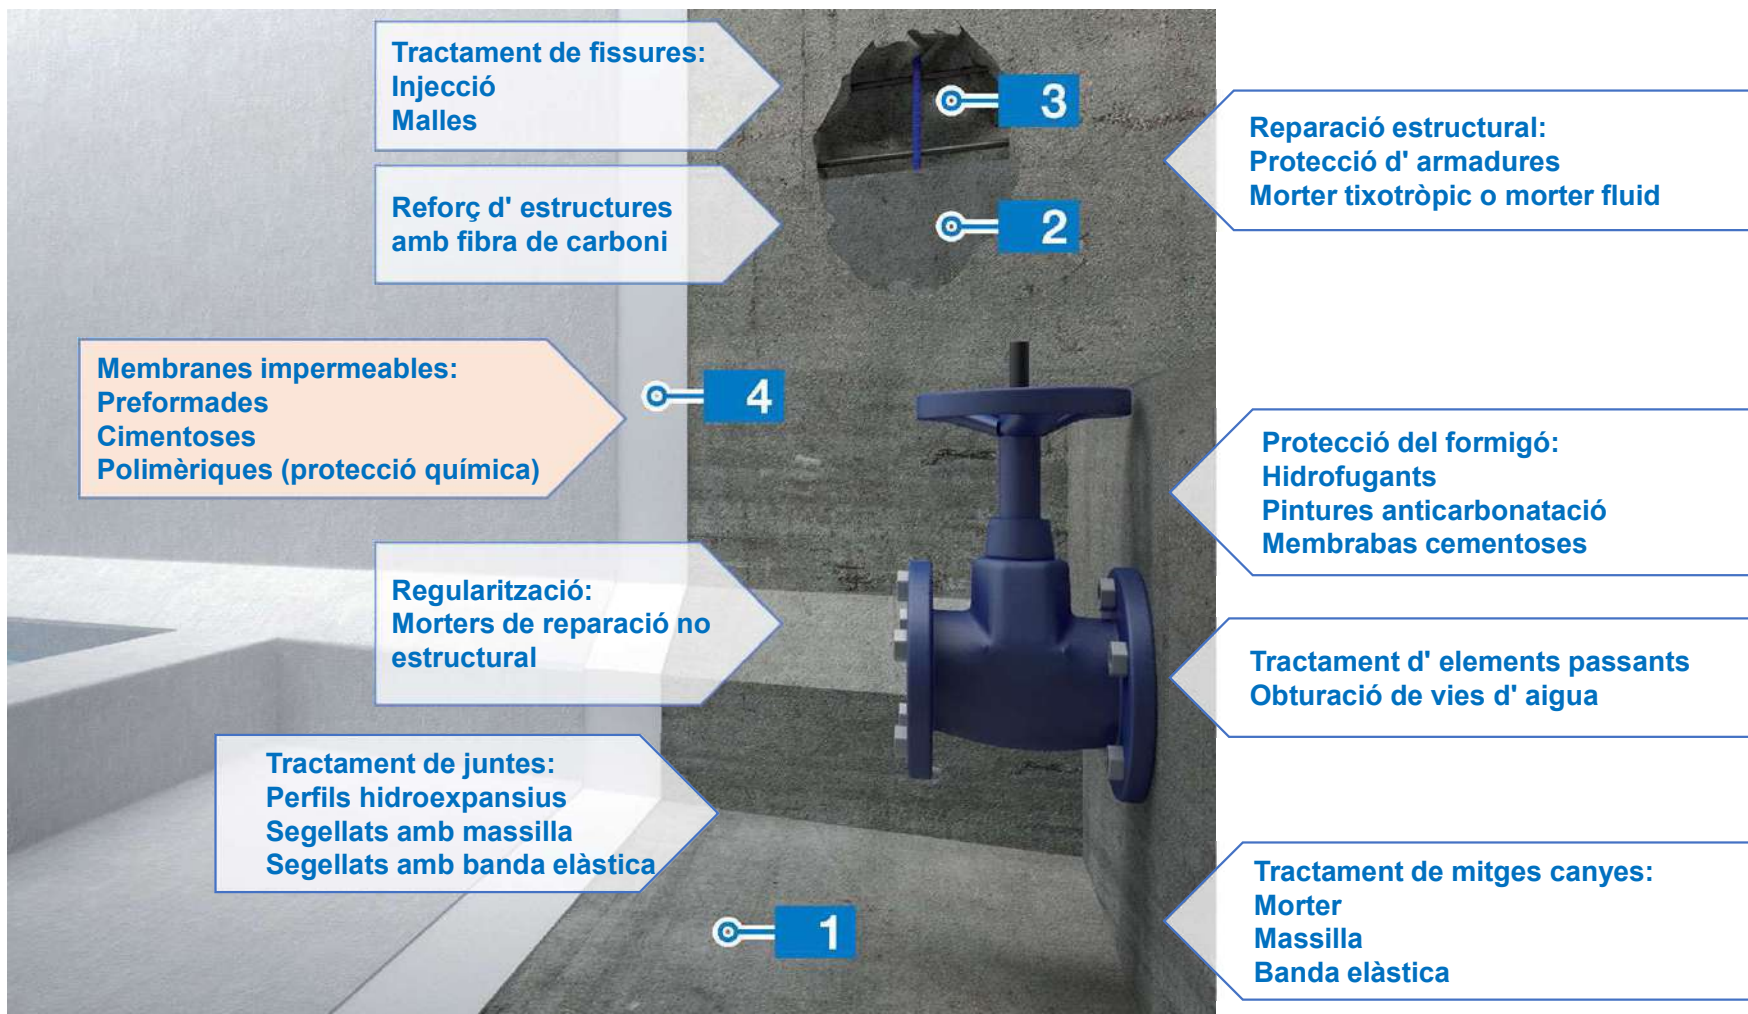 Tractament de fissures:
Injecció
Malles
3
Reparació estructural:
Protecció d' armadures
Morter tixotròpic o morter fluid
Reforç d' estructures
amb fibra de carboni
2
Membranes impermeables:
Preformades
Cimentoses
Polimèriques (protecció química)
4
Protecció del formigó:
Hidrofugants
Pintures anticarbonatació
Membrabas cementoses
Regularització:
Morters de reparació no
estructural
Tractament d' elements passants
Obturació de vies d' aigua
Tractament de juntes:
Perfils hidroexpansius
Segellats amb massilla
Segellats amb banda elàstica
1
Tractament de mitges canyes:
Morter
Massilla
Banda elàstica